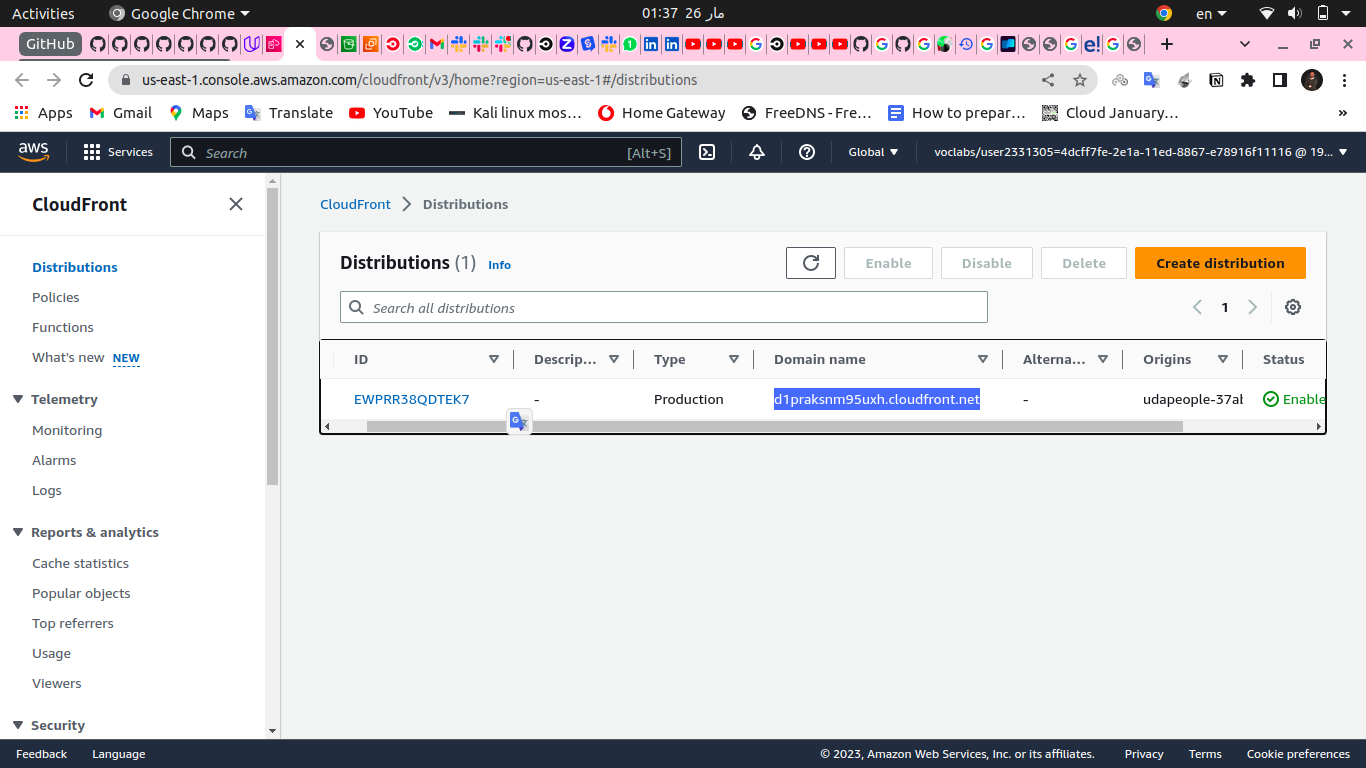 Activities Google Chrome 01:37 26 مار en
GitHub
us-east-1.console.aws.amazon.com/cloudfront/v3/home?region=us-east-1#/distributions
Apps Gmail Maps Translate YouTube Kali linux mos… Home Gateway FreeDNS - Fre… How to prepar… Cloud January,… »
aws Services Search [Alt+S] Global voclabs/user2331305=4dcff7fe-2e1a-11ed-8867-e78916f11116 @ 19...
CloudFront
Distributions
Policies
Functions
What's new NEW
Telemetry
Monitoring
Alarms
Logs
Reports & analytics
Cache statistics
Popular objects
Top referrers
Usage
Viewers
Security
CloudFront Distributions
Distributions (1) Info Enable Disable Delete Create distribution
Search all distributions 1
ID Descrip... Type Domain name Alterna... Origins Status
EWPRR38QDTEK7 - Production d1praksnm95uxh.cloudfront.net - udapeople-37ab Enable
Feedback Language © 2023, Amazon Web Services, Inc. or its affiliates. Privacy Terms Cookie preferences